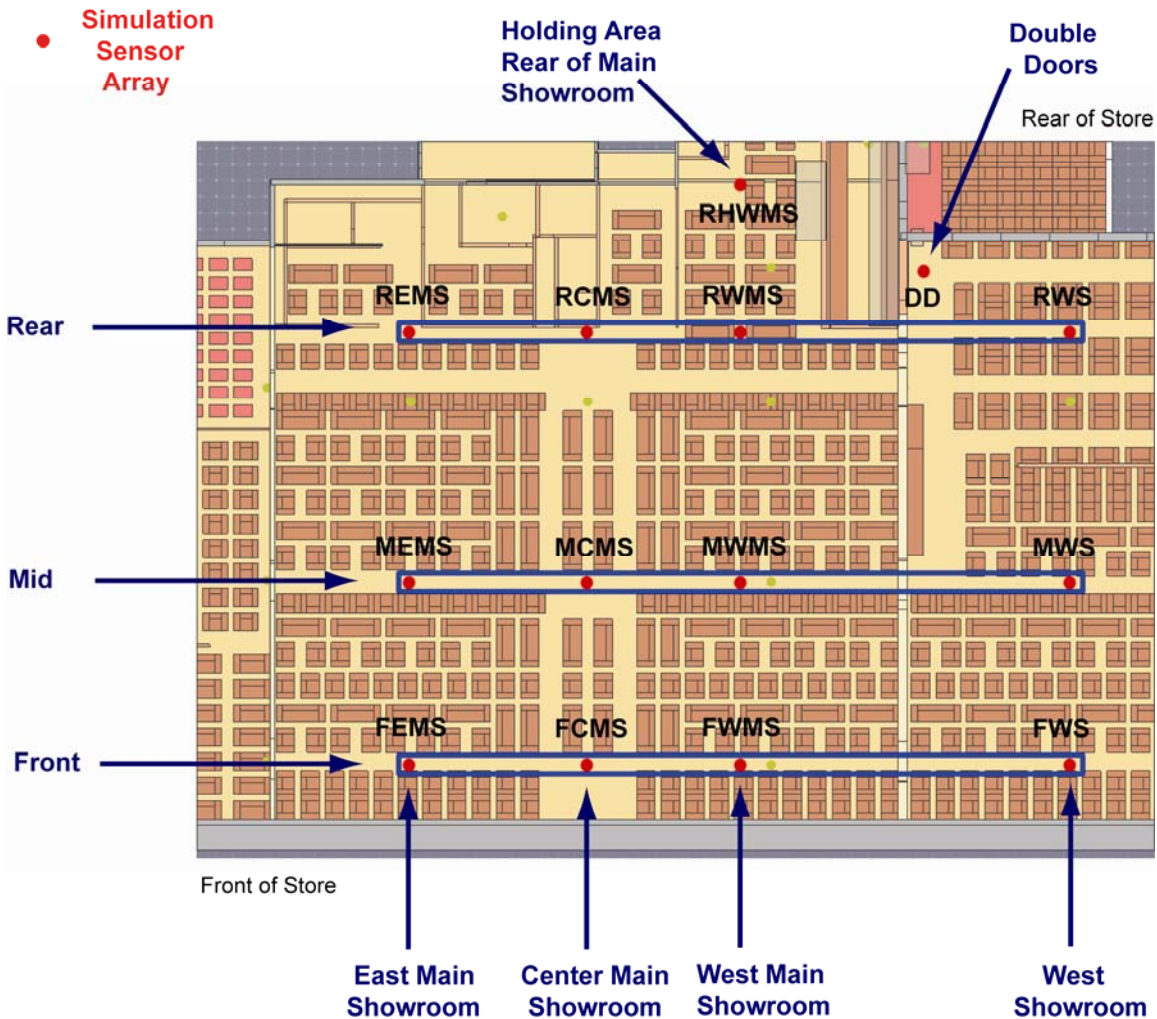 Simulation
Sensor
Array
Holding Area
Rear of Main
Showroom
Double
Doors
Rear of Store
RHWMS
REMS
RCMS
RWMS
DD
RWS
Rear
MEMS
MCMS
MWMS
MWS
Mid
FEMS
FCMS
FWMS
FWS
Front
Front of Store
East Main
Showroom
Center Main
Showroom
West Main
Showroom
West
Showroom